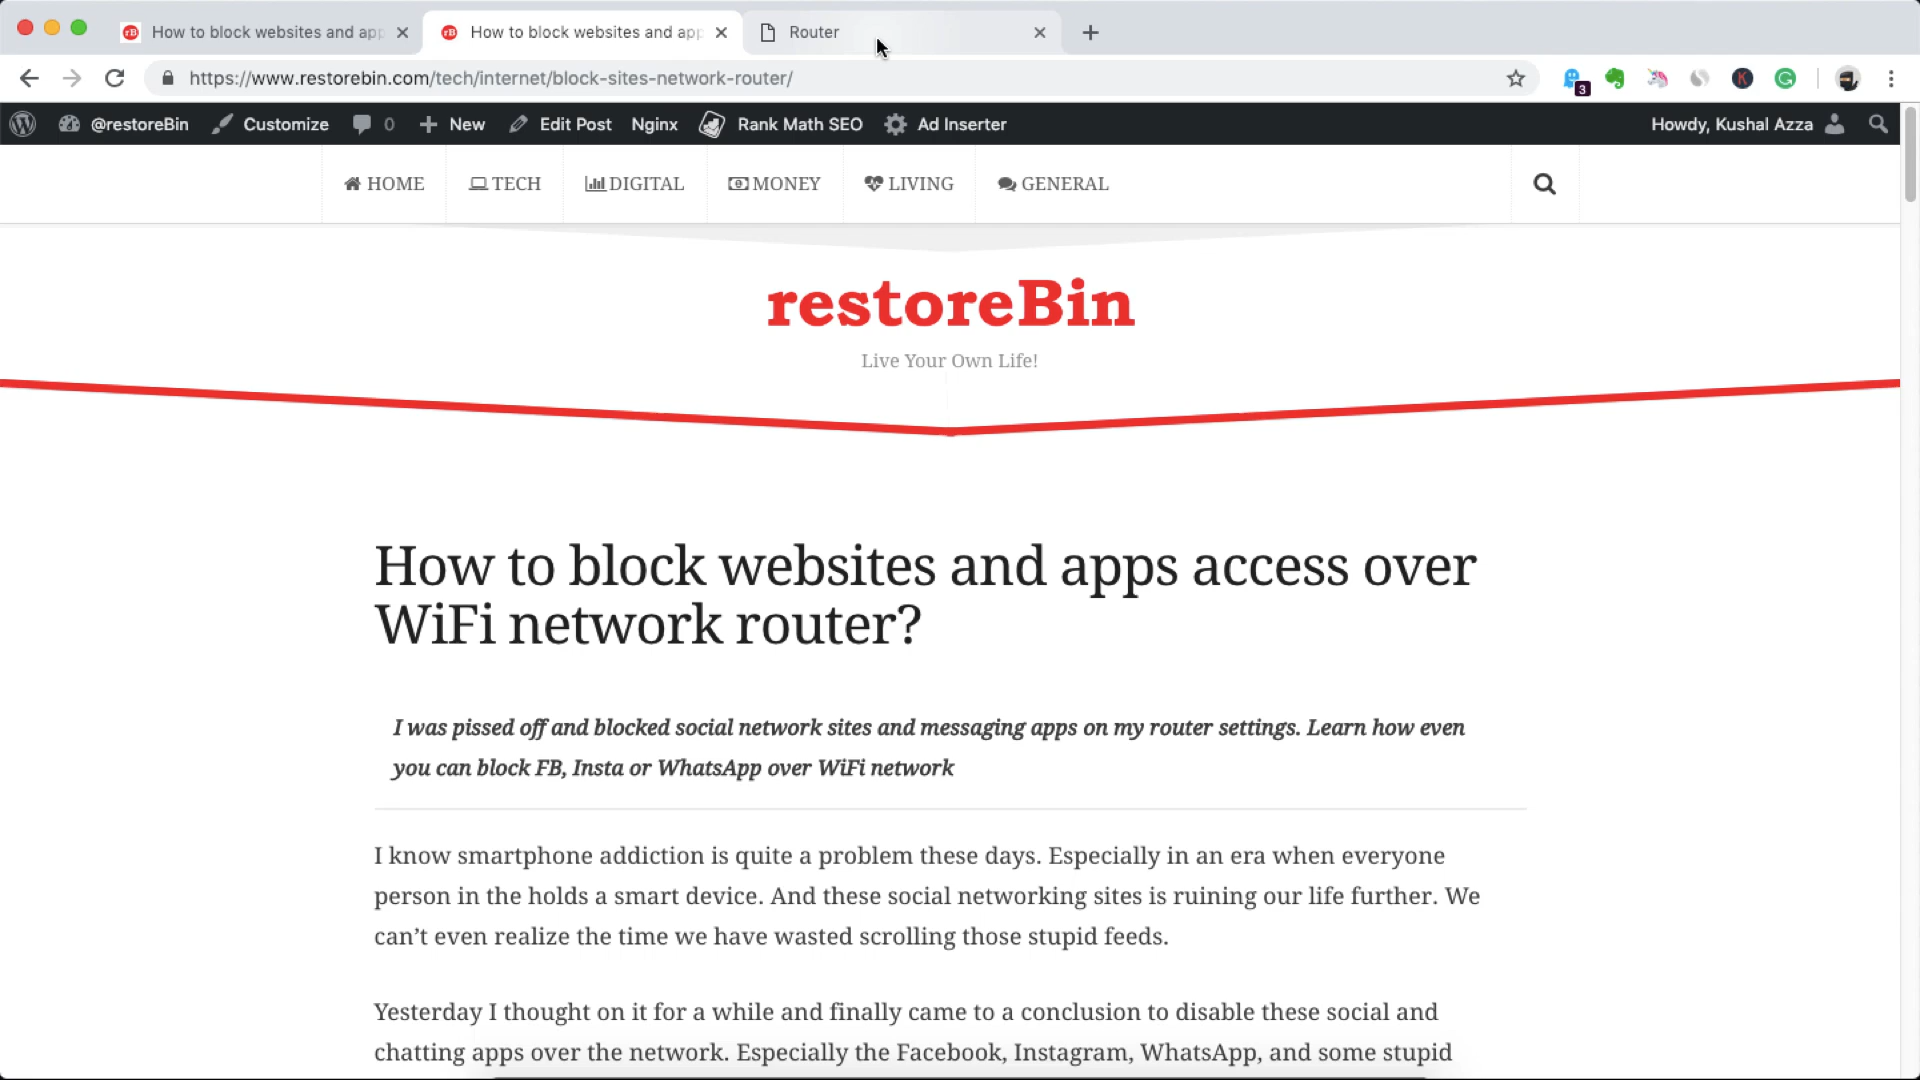 How to block websites and app
How to block websites and app
Router
https://www.restorebin.com/tech/internet/block-sites-network-router/
3
@restoreBin
Customize
0
New
Edit Post
Nginx
Rank Math SEO
Ad Inserter
Howdy, Kushal Azza
HOME
TECH
DIGITAL
MONEY
LIVING
GENERAL
restoreBin
Live Your Own Life!
How to block websites and apps access over
WiFi network router?
I was pissed off and blocked social network sites and messaging apps on my router settings. Learn how even
you can block FB, Insta or WhatsApp over WiFi network
I know smartphone addiction is quite a problem these days. Especially in an era when everyone
person in the holds a smart device. And these social networking sites is ruining our life further. We
can’t even realize the time we have wasted scrolling those stupid feeds.
Yesterday I thought on it for a while and finally came to a conclusion to disable these social and
chatting apps over the network. Especially the Facebook, Instagram, WhatsApp, and some stupid